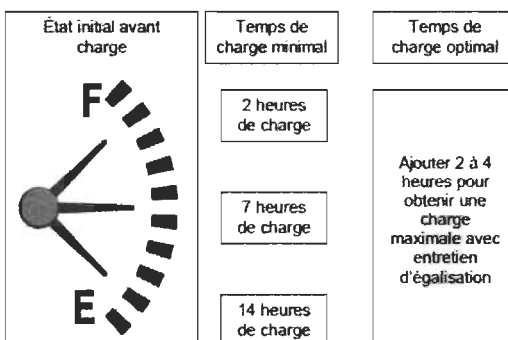 État initial avant
charge
Temps de
charge minimal
Temps de
charge optimal
F
E
2 heures
de charge
7 heures
de charge
14 heures
de charge
Ajouter 2 à 4
heures pour
obtenir une
charge
maximale avec
entretien
d'égalisation